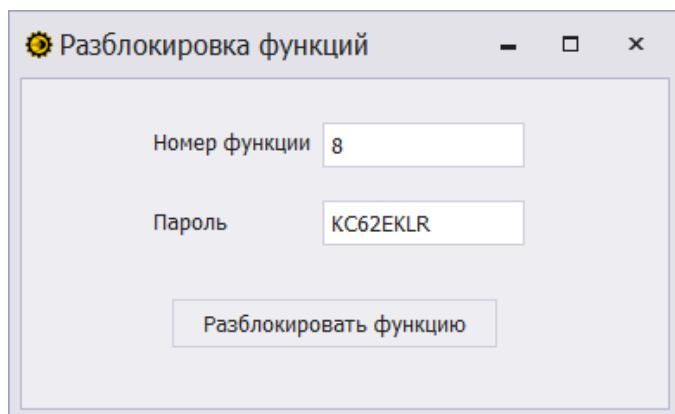 Разблокировка функций
Номер функции 8
Пароль KC62EKLR
Разблокировать функцию